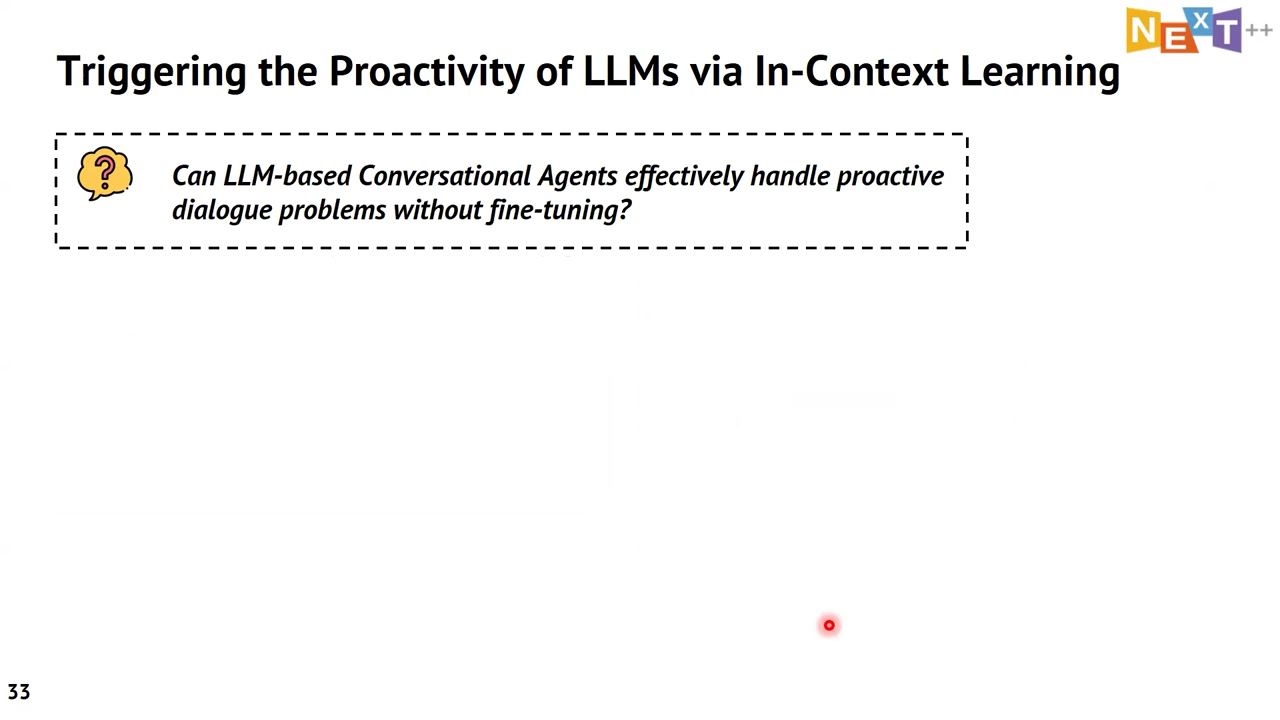 NExT++
Triggering the Proactivity of LLMs via In-Context Learning
?
Can LLM-based Conversational Agents effectively handle proactive
dialogue problems without fine-tuning?
33